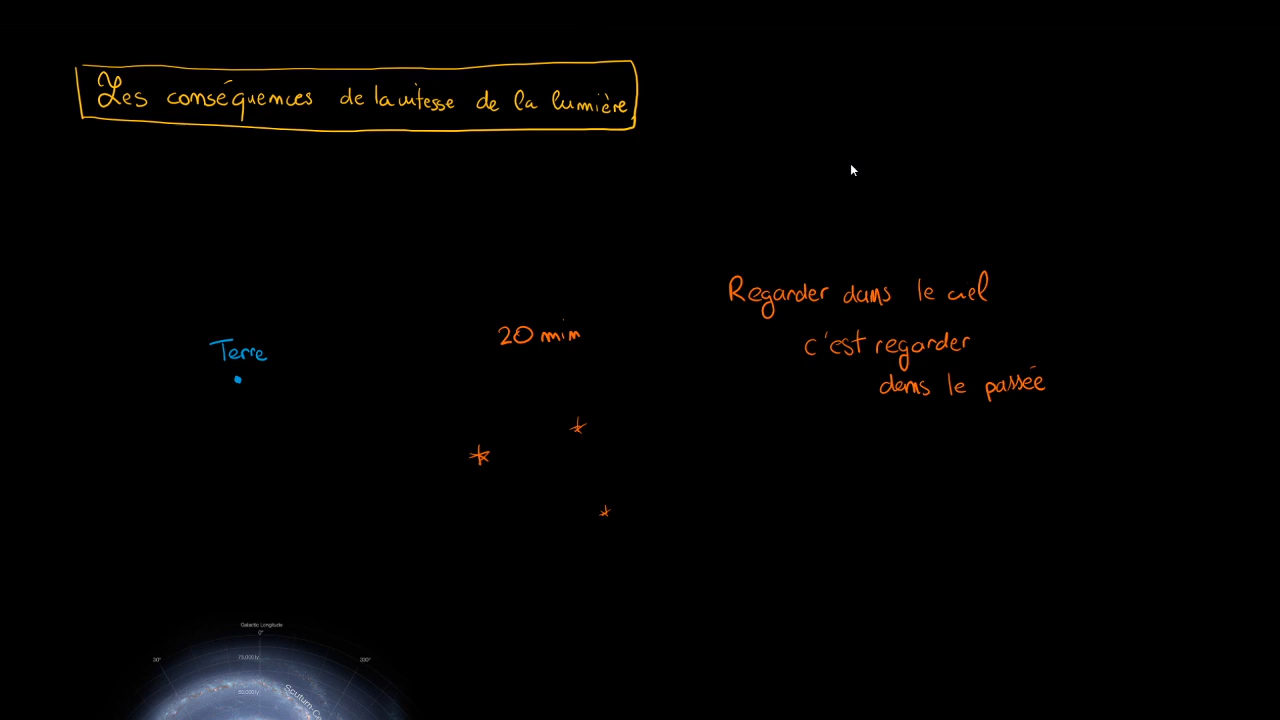 Les conséquences de la vitesse de la lumière
Regarder dans le ciel
20 min
c'est regarder
Terre
dans le passée
Galactic Longitude
0°
30°
330°
75,000 ly
50,000 ly